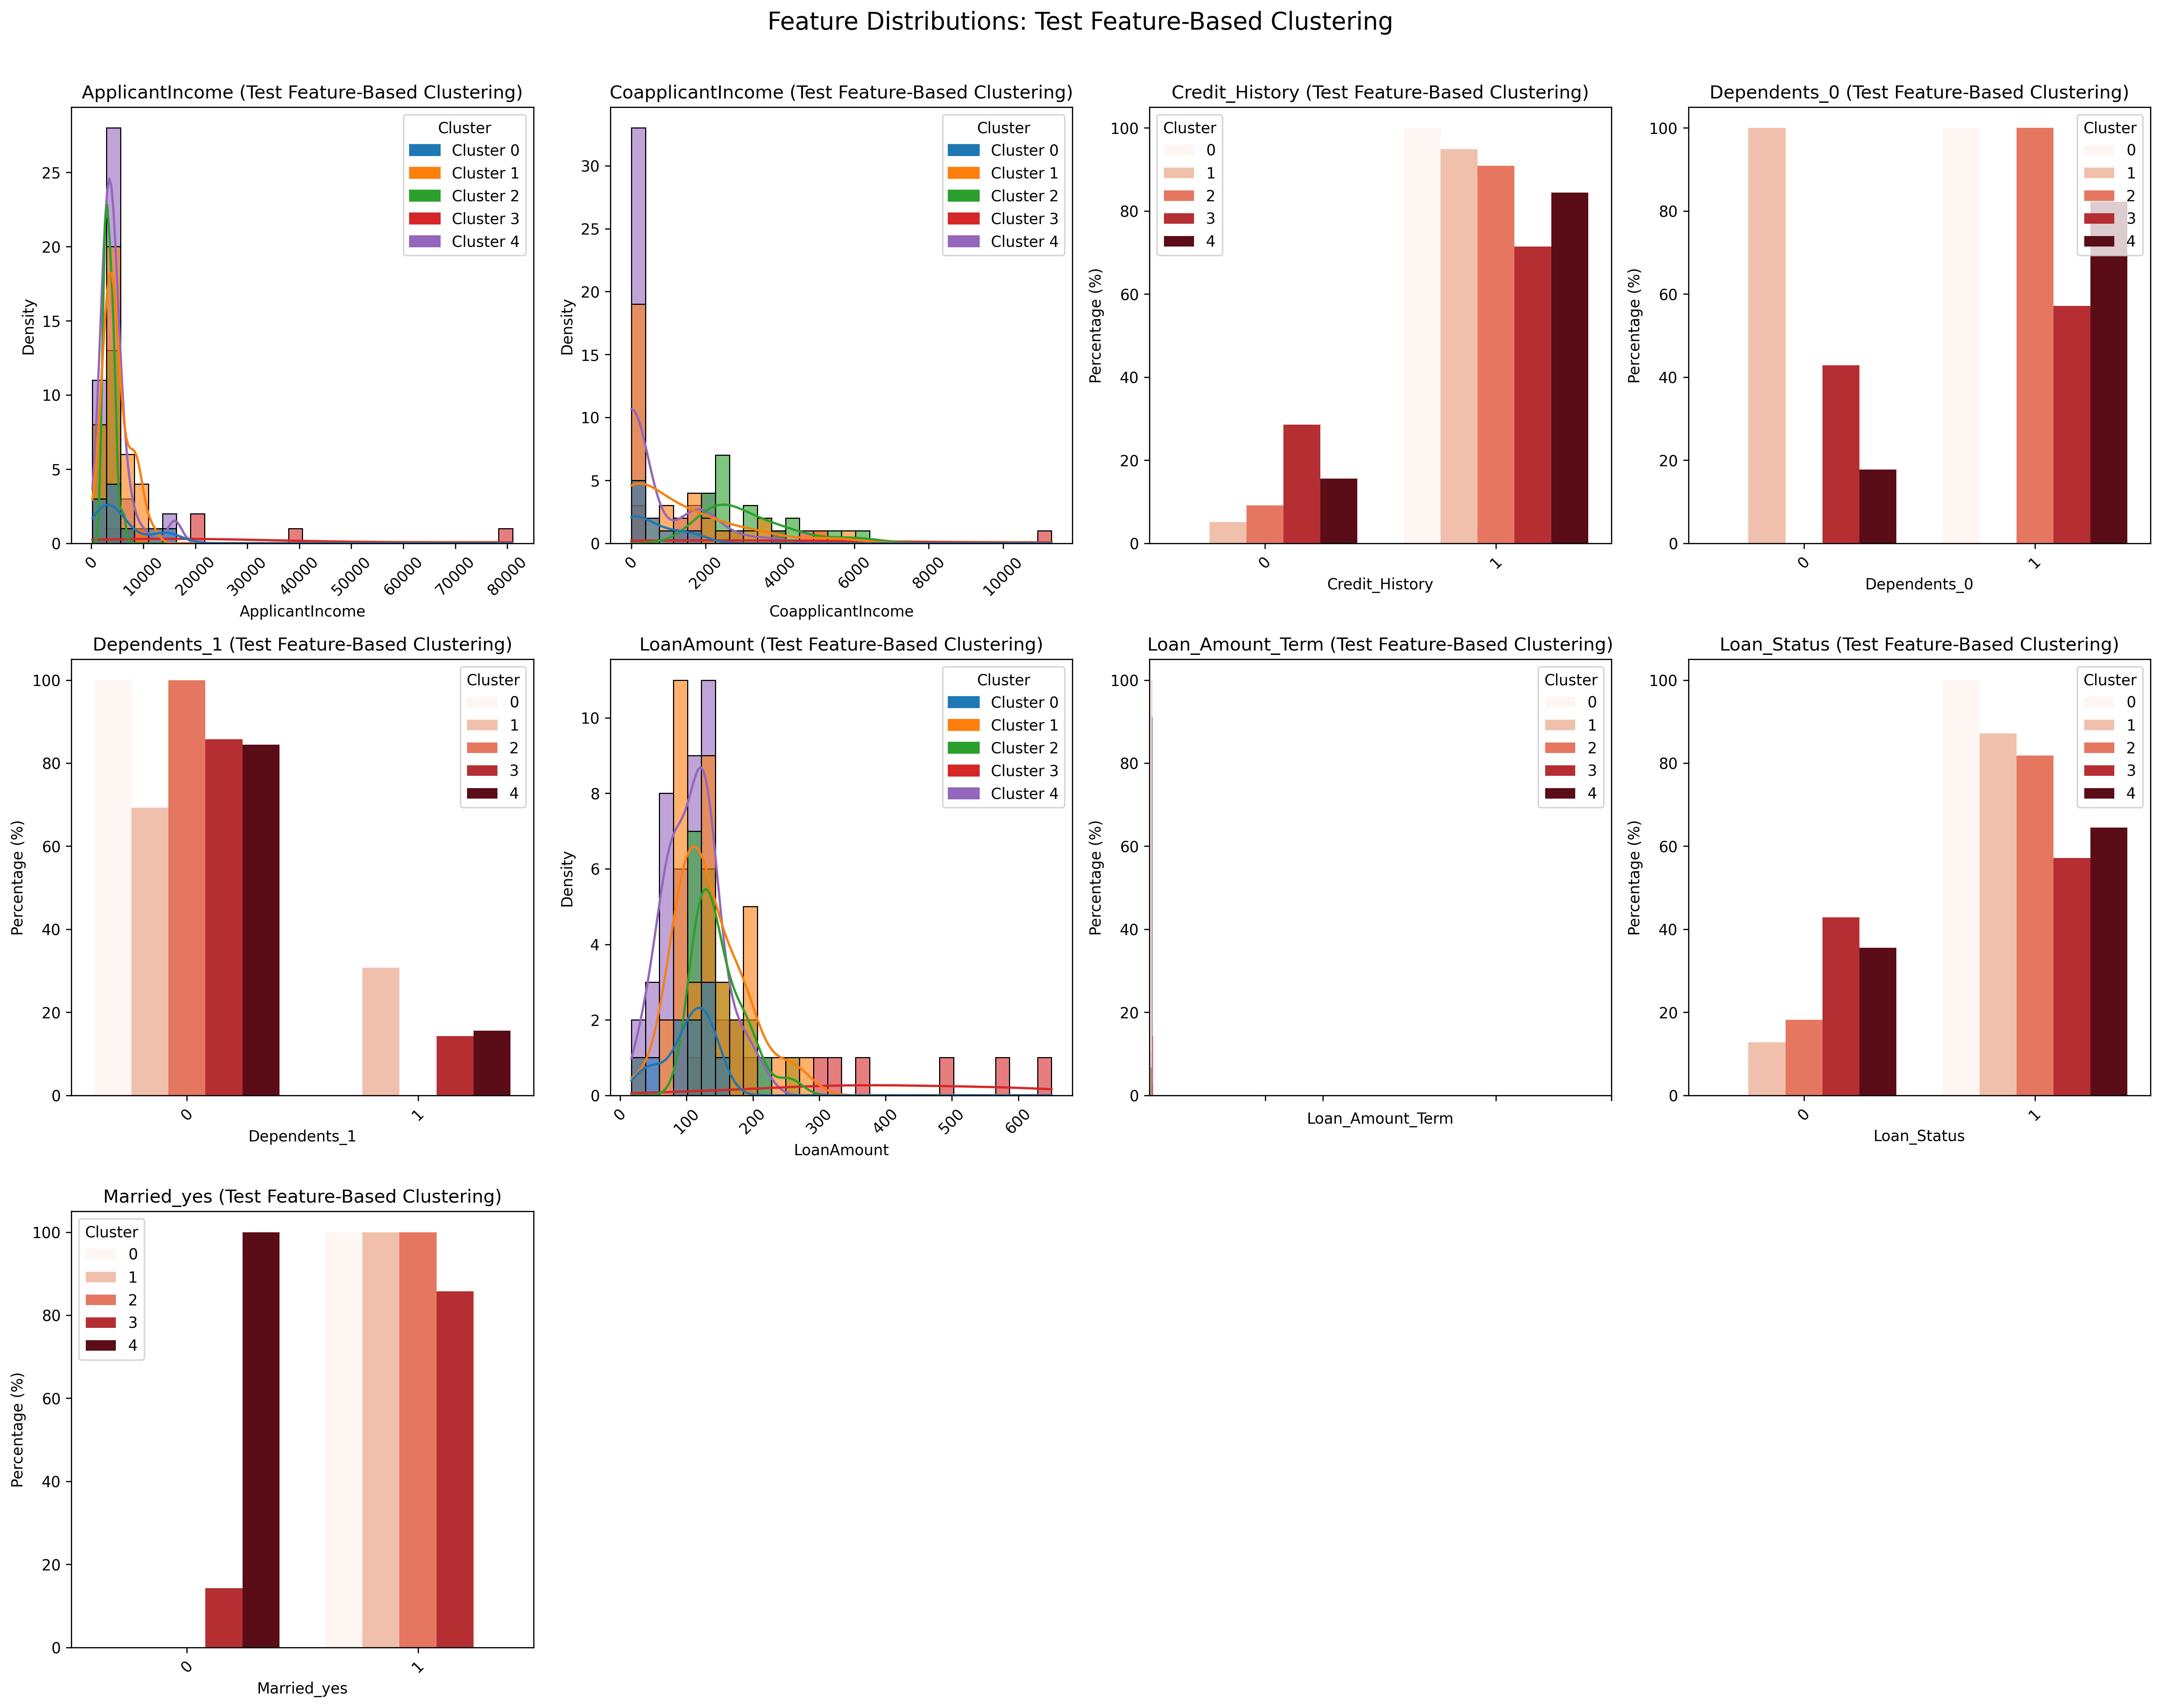 Feature Distributions: Test Feature-Based Clustering
ApplicantIncome (Test Feature-Based Clustering)
Density
25
20
15
10
5
0
0
10000
20000
30000
40000
50000
60000
70000
80000
ApplicantIncome
Cluster
Cluster 0
Cluster 1
Cluster 2
Cluster 3
Cluster 4
CoapplicantIncome (Test Feature-Based Clustering)
Density
30
25
20
15
10
5
0
0
2000
4000
6000
8000
10000
CoapplicantIncome
Cluster
Cluster 0
Cluster 1
Cluster 2
Cluster 3
Cluster 4
Credit_History (Test Feature-Based Clustering)
Percentage (%)
100
80
60
40
20
0
0
1
Credit_History
Cluster
0
1
2
3
4
Dependents_0 (Test Feature-Based Clustering)
Percentage (%)
100
80
60
40
20
0
0
1
Dependents_0
Cluster
0
1
2
3
4
Dependents_1 (Test Feature-Based Clustering)
Percentage (%)
100
80
60
40
20
0
0
1
Dependents_1
Cluster
0
1
2
3
4
LoanAmount (Test Feature-Based Clustering)
Density
10
8
6
4
2
0
0
100
200
300
400
500
600
LoanAmount
Cluster
Cluster 0
Cluster 1
Cluster 2
Cluster 3
Cluster 4
Loan_Amount_Term (Test Feature-Based Clustering)
Percentage (%)
100
80
60
40
20
0
Loan_Amount_Term
Cluster
0
1
2
3
4
Loan_Status (Test Feature-Based Clustering)
Percentage (%)
100
80
60
40
20
0
0
1
Loan_Status
Cluster
0
1
2
3
4
Married_yes (Test Feature-Based Clustering)
Percentage (%)
100
80
60
40
20
0
0
1
Married_yes
Cluster
0
1
2
3
4